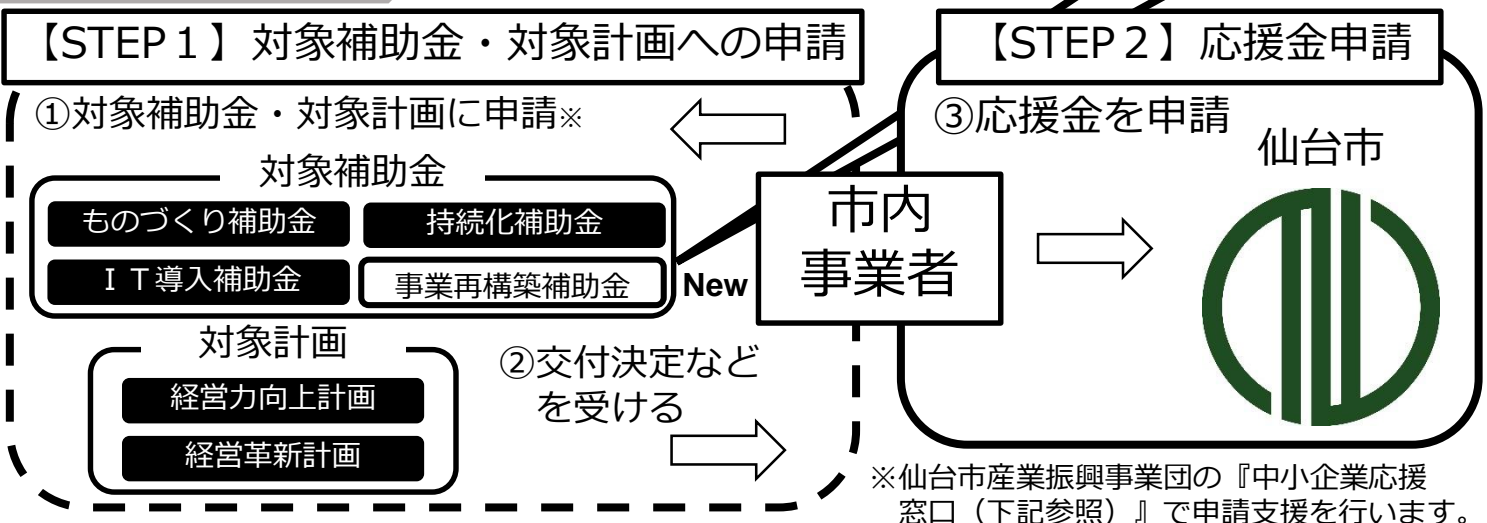 【STEP１】対象補助金・対象計画への申請
①対象補助金・対象計画に申請※
対象補助金
ものづくり補助金
持続化補助金
ＩＴ導入補助金
事業再構築補助金
New
対象計画
経営力向上計画
経営革新計画
②交付決定など
を受ける
市内
事業者
【STEP２】応援金申請
③応援金を申請
仙台市
※仙台市産業振興事業団の『中小企業応援
窓口（下記参照）』で申請支援を行います。